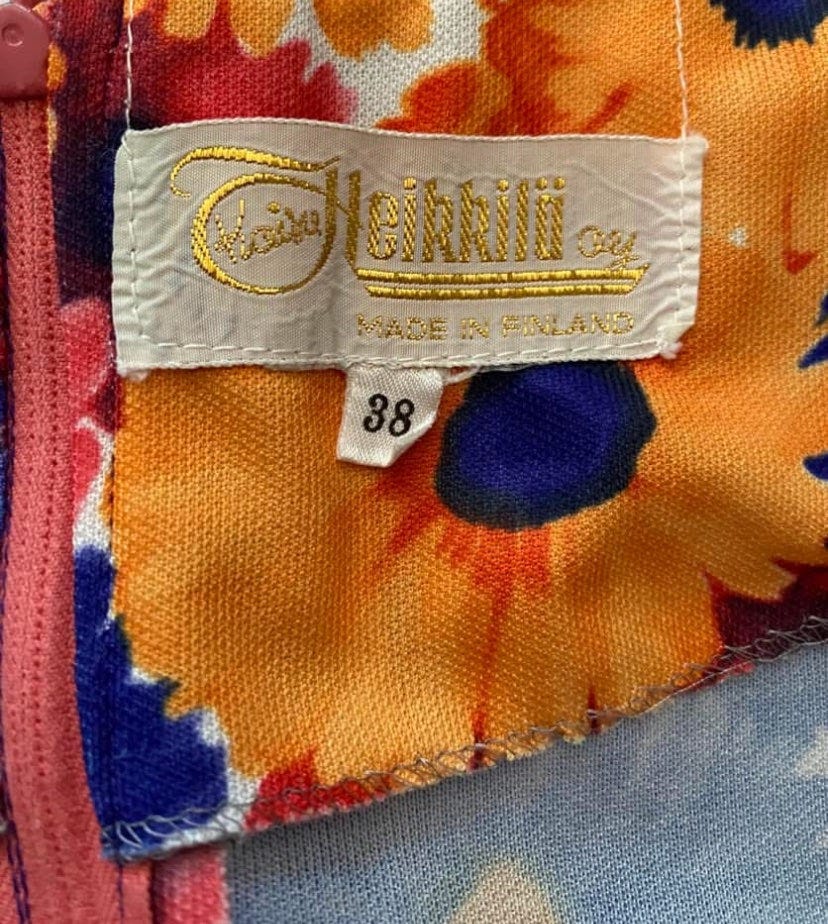 Kaisu Heikkilä oy
MADE IN FINLAND
38